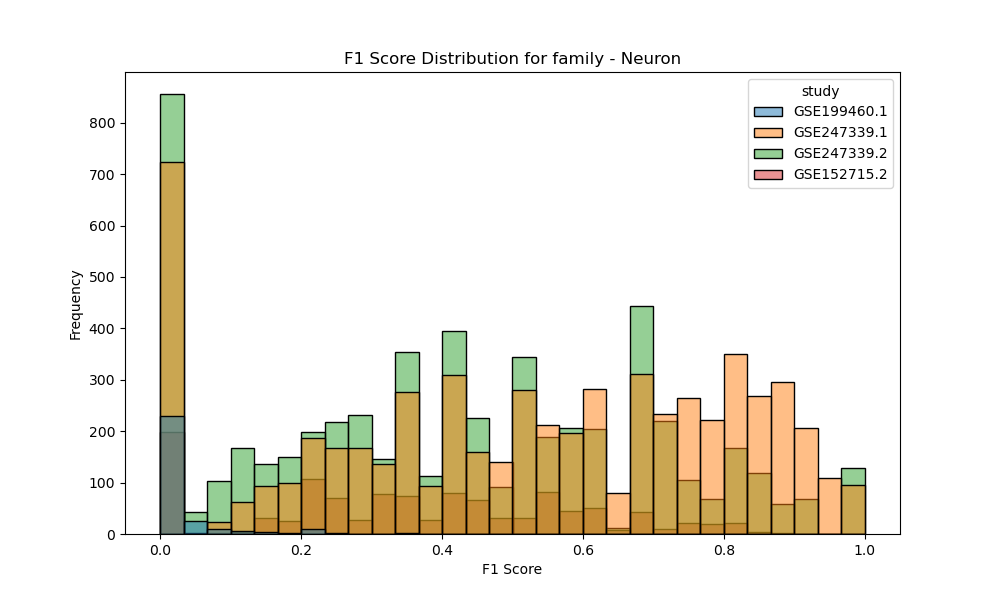 F1 Score Distribution for family - Neuron
study
GSE199460.1
GSE247339.1
GSE247339.2
GSE152715.2
Frequency
800
700
600
500
400
300
200
100
0
0.0 0.2 0.4 0.6 0.8 1.0
F1 Score